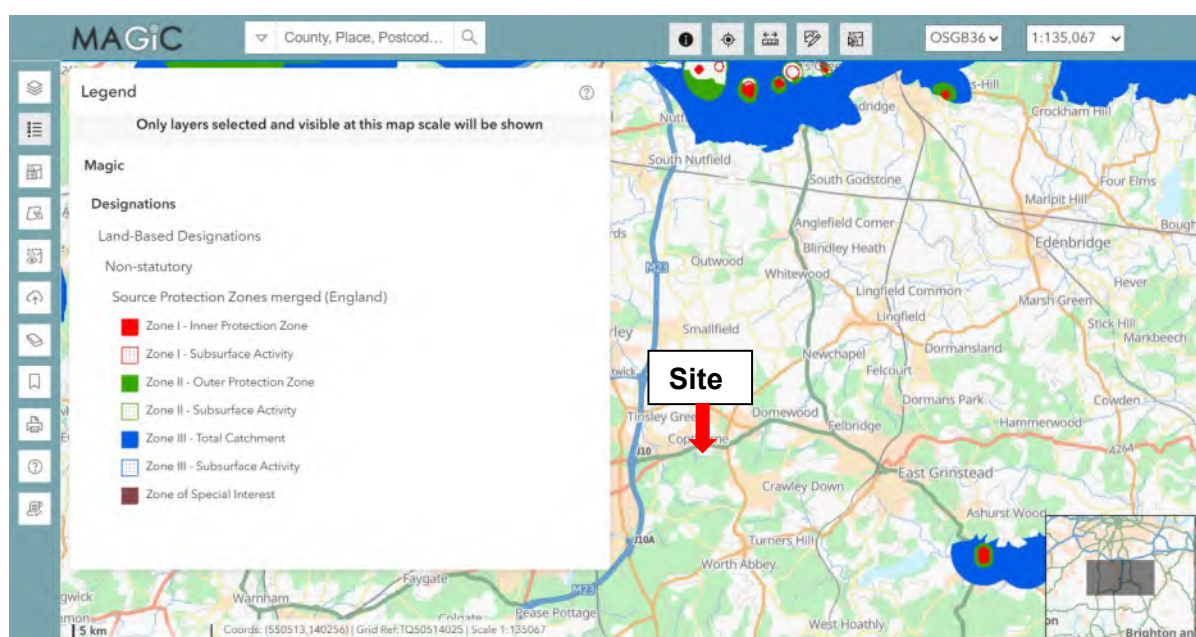 MAGiC
County, Place, Postcod...
OSGB36
1:135,067
Legend
Only layers selected and visible at this map scale will be shown
Magic
Designations
Land-Based Designations
Non-statutory
Source Protection Zones merged (England)
Zone I - Inner Protection Zone
Zone I - Subsurface Activity
Zone II - Outer Protection Zone
Zone II - Subsurface Activity
Zone III - Total Catchment
Zone III - Subsurface Activity
Zone of Special Interest
s-Hill
Crockham Hill
South Nutfield
South Godstone
Four Elms
Marlpit Hill
Anglefield Corner
Blindley Heath
Edenbridge
Outwood
M23
Whitewood
Hever
Lingfield Common
Marsh Green
Lingfield
Stick Hill
Smallfield
Markbeech
Newchapel
Dormansland
Felcourt
Site
Dormans Park
Cowden
Tinsley Gree
Domewood
Felbridge
Hammerwood
J10
A264
East Grinstead
Crawley Down
Ashurst Wood
J10A
Turners Hill
Worth Abbey
Faygate
M23
Warnham
Colgate
Pease Pottage
West Hoathly
5 km
Coords: (550513,140256) | Grid Ref:TQ50514025 | Scale 1:135067
Brighton an